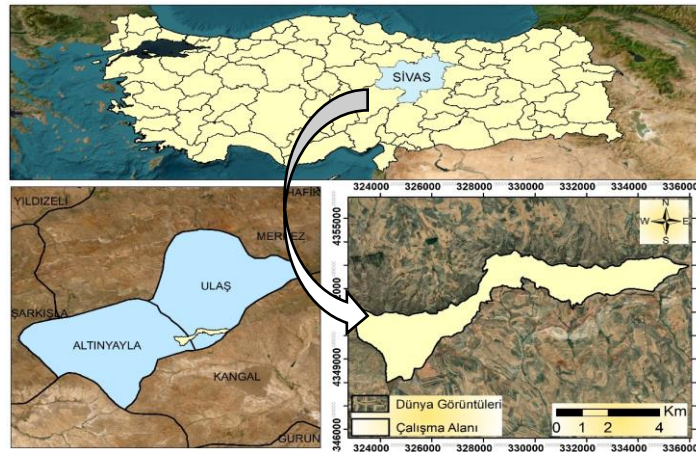 SİVAS
YILDIZELİ
HAFİK
MERKEZ
ULAŞ
ŞARKIŞLA
ALTINYAYLA
KANGAL
GÜRÜN
324000 326000 328000 330000 332000 334000 336000
4355000
4349000
346000
N
W E
S
Dünya Görüntüleri
Çalışma Alanı
Km
0 1 2 4
324000 326000 328000 330000 332000 334000 336000